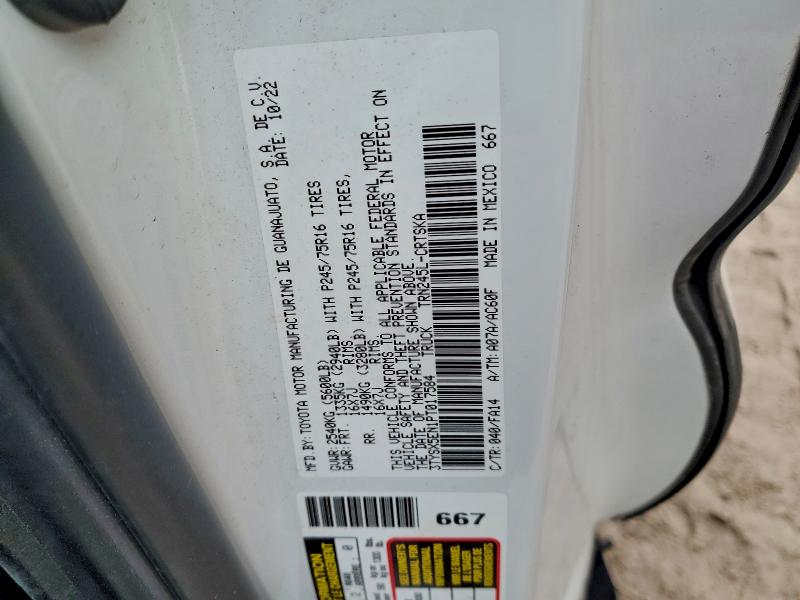 MFD.BY: TOYOTA MOTOR MANUFACTURING DE GUANAJUATO, S.A. DE C.V.
DATE: 10/22
GVWR: 2540KG (5600LB)
GAWR: FRT. 1335KG (2940LB) WITH P245/75R16 TIRES
16X7J RIMS,
RR. 1490KG (3280LB) WITH P245/75R16 TIRES,
16X7J RIMS,
THIS VEHICLE CONFORMS TO ALL APPLICABLE FEDERAL MOTOR
VEHICLE SAFETY AND THEFT PREVENTION STANDARDS IN EFFECT ON
THE DATE OF MANUFACTURE SHOWN ABOVE.
3TYSX5EN1PT017584 TRUCK TRN245L-CRTSKA
C/TR: 040/FA14 A/TM: A07A/AC60F MADE IN MEXICO 667
667